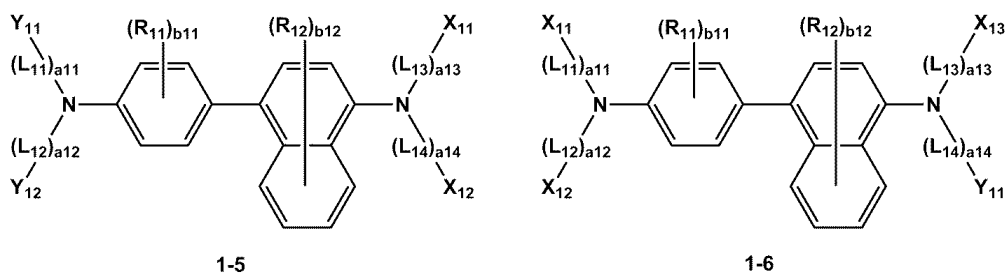 Y₁₁ (R₁₁)b11 (R₁₂)b12 X₁₁
(L₁₁)a11 (L₁₃)a13
N N
(L₁₂)a12 (L₁₄)a14
Y₁₂ X₁₂
1-5
X₁₁ (R₁₁)b11 (R₁₂)b12 X₁₃
(L₁₁)a11 (L₁₃)a13
N N
(L₁₂)a12 (L₁₄)a14
X₁₂ Y₁₁
1-6